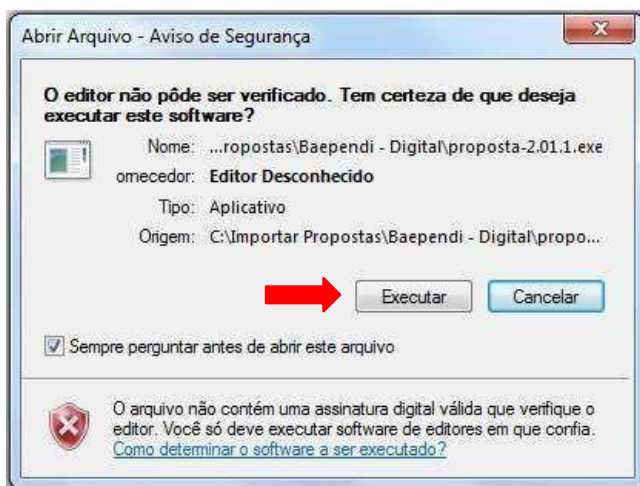 Abrir Arquivo - Aviso de Segurança
O editor não pôde ser verificado. Tem certeza de que deseja
executar este software?
Nome: ...ropostas\Baependi - Digital\proposta-2.01.1.exe
omecedor: Editor Desconhecido
Tipo: Aplicativo
Origem: C:\Importar Propostas\Baependi - Digital\propo...
Executar Cancelar
Sempre perguntar antes de abrir este arquivo
O arquivo não contém uma assinatura digital válida que verifique o
editor. Você só deve executar software de editores em que confia.
Como determinar o software a ser executado?